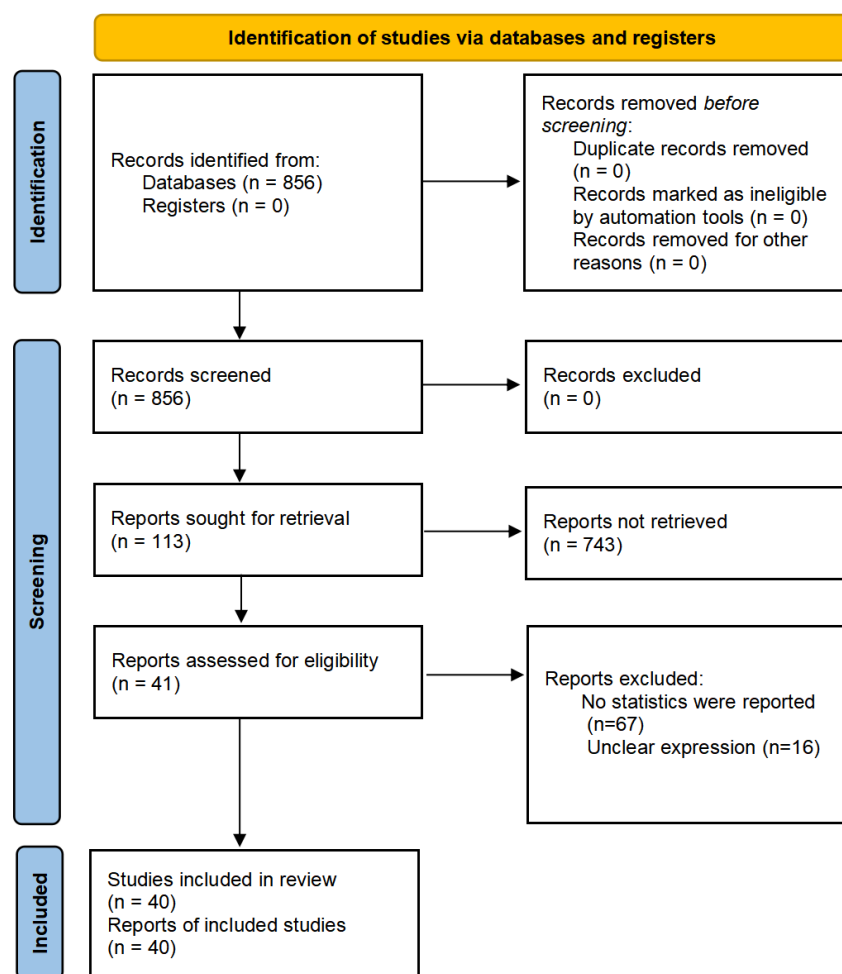 Identification of studies via databases and registers
Identification
Records identified from:
Databases (n = 856)
Registers (n = 0)
Records removed before
screening:
Duplicate records removed
(n = 0)
Records marked as ineligible
by automation tools (n = 0)
Records removed for other
reasons (n = 0)
Screening
Records screened
(n = 856)
Records excluded
(n = 0)
Reports sought for retrieval
(n = 113)
Reports not retrieved
(n = 743)
Reports assessed for eligibility
(n = 41)
Reports excluded:
No statistics were reported
(n=67)
Unclear expression (n=16)
Included
Studies included in review
(n = 40)
Reports of included studies
(n = 40)